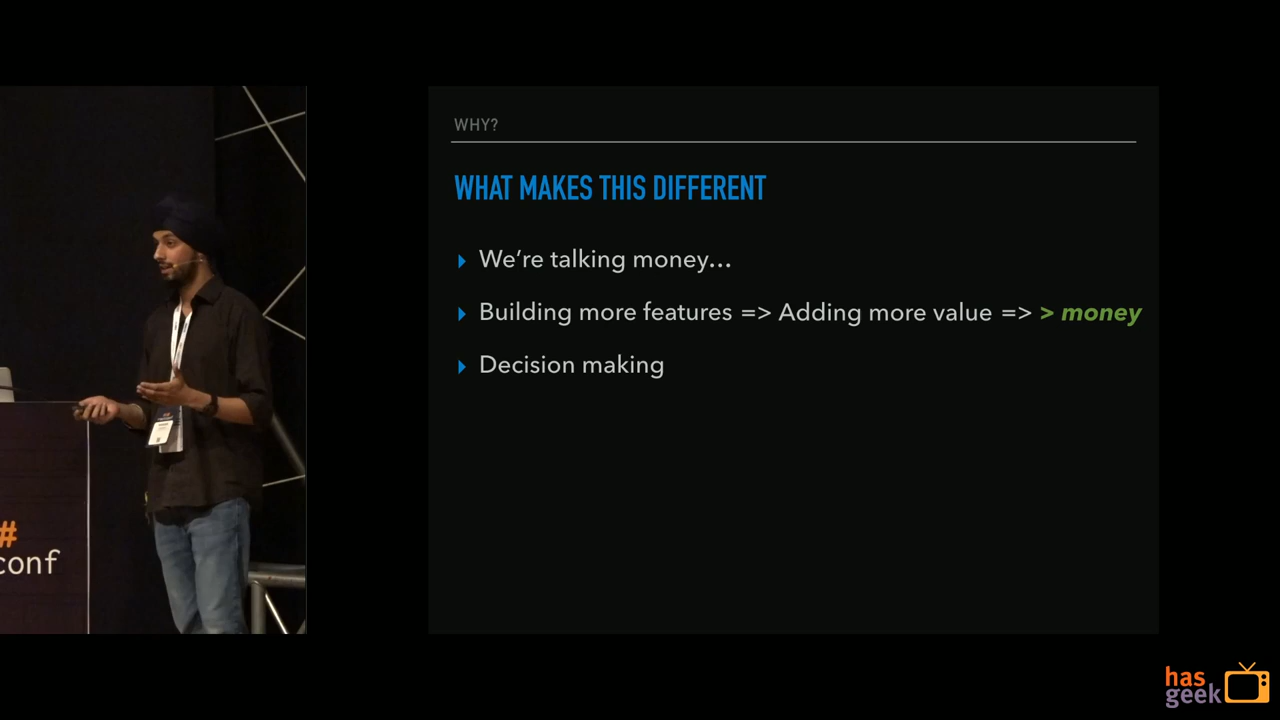 WHY?
WHAT MAKES THIS DIFFERENT
We're talking money…
Building more features => Adding more value => > money
Decision making
#
conf
has
geek